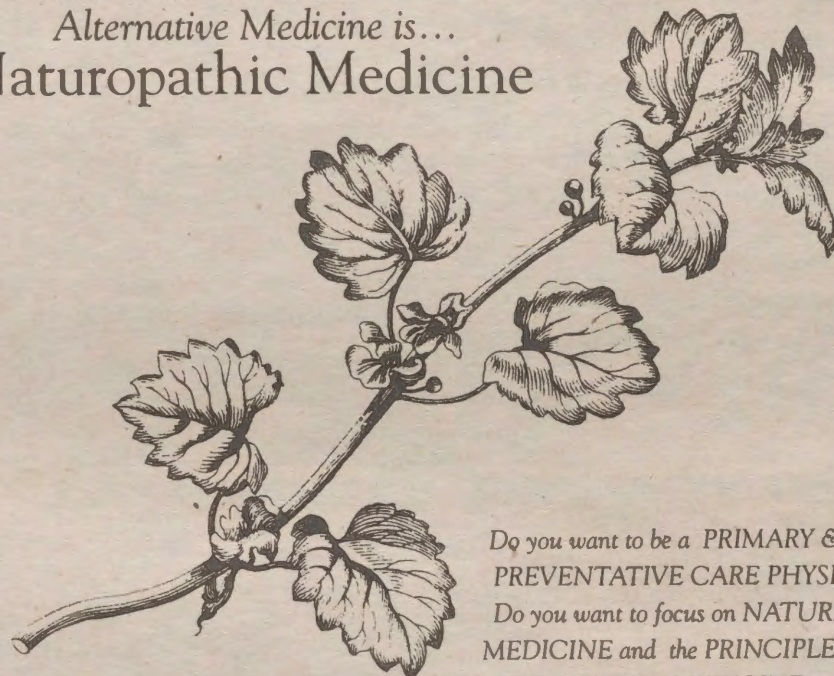 Alternative Medicine is...
Naturopathic Medicine
Do you want to be a PRIMARY &
PREVENTATIVE CARE PHYSI
Do you want to focus on NATUR
MEDICINE and the PRINCIPLE